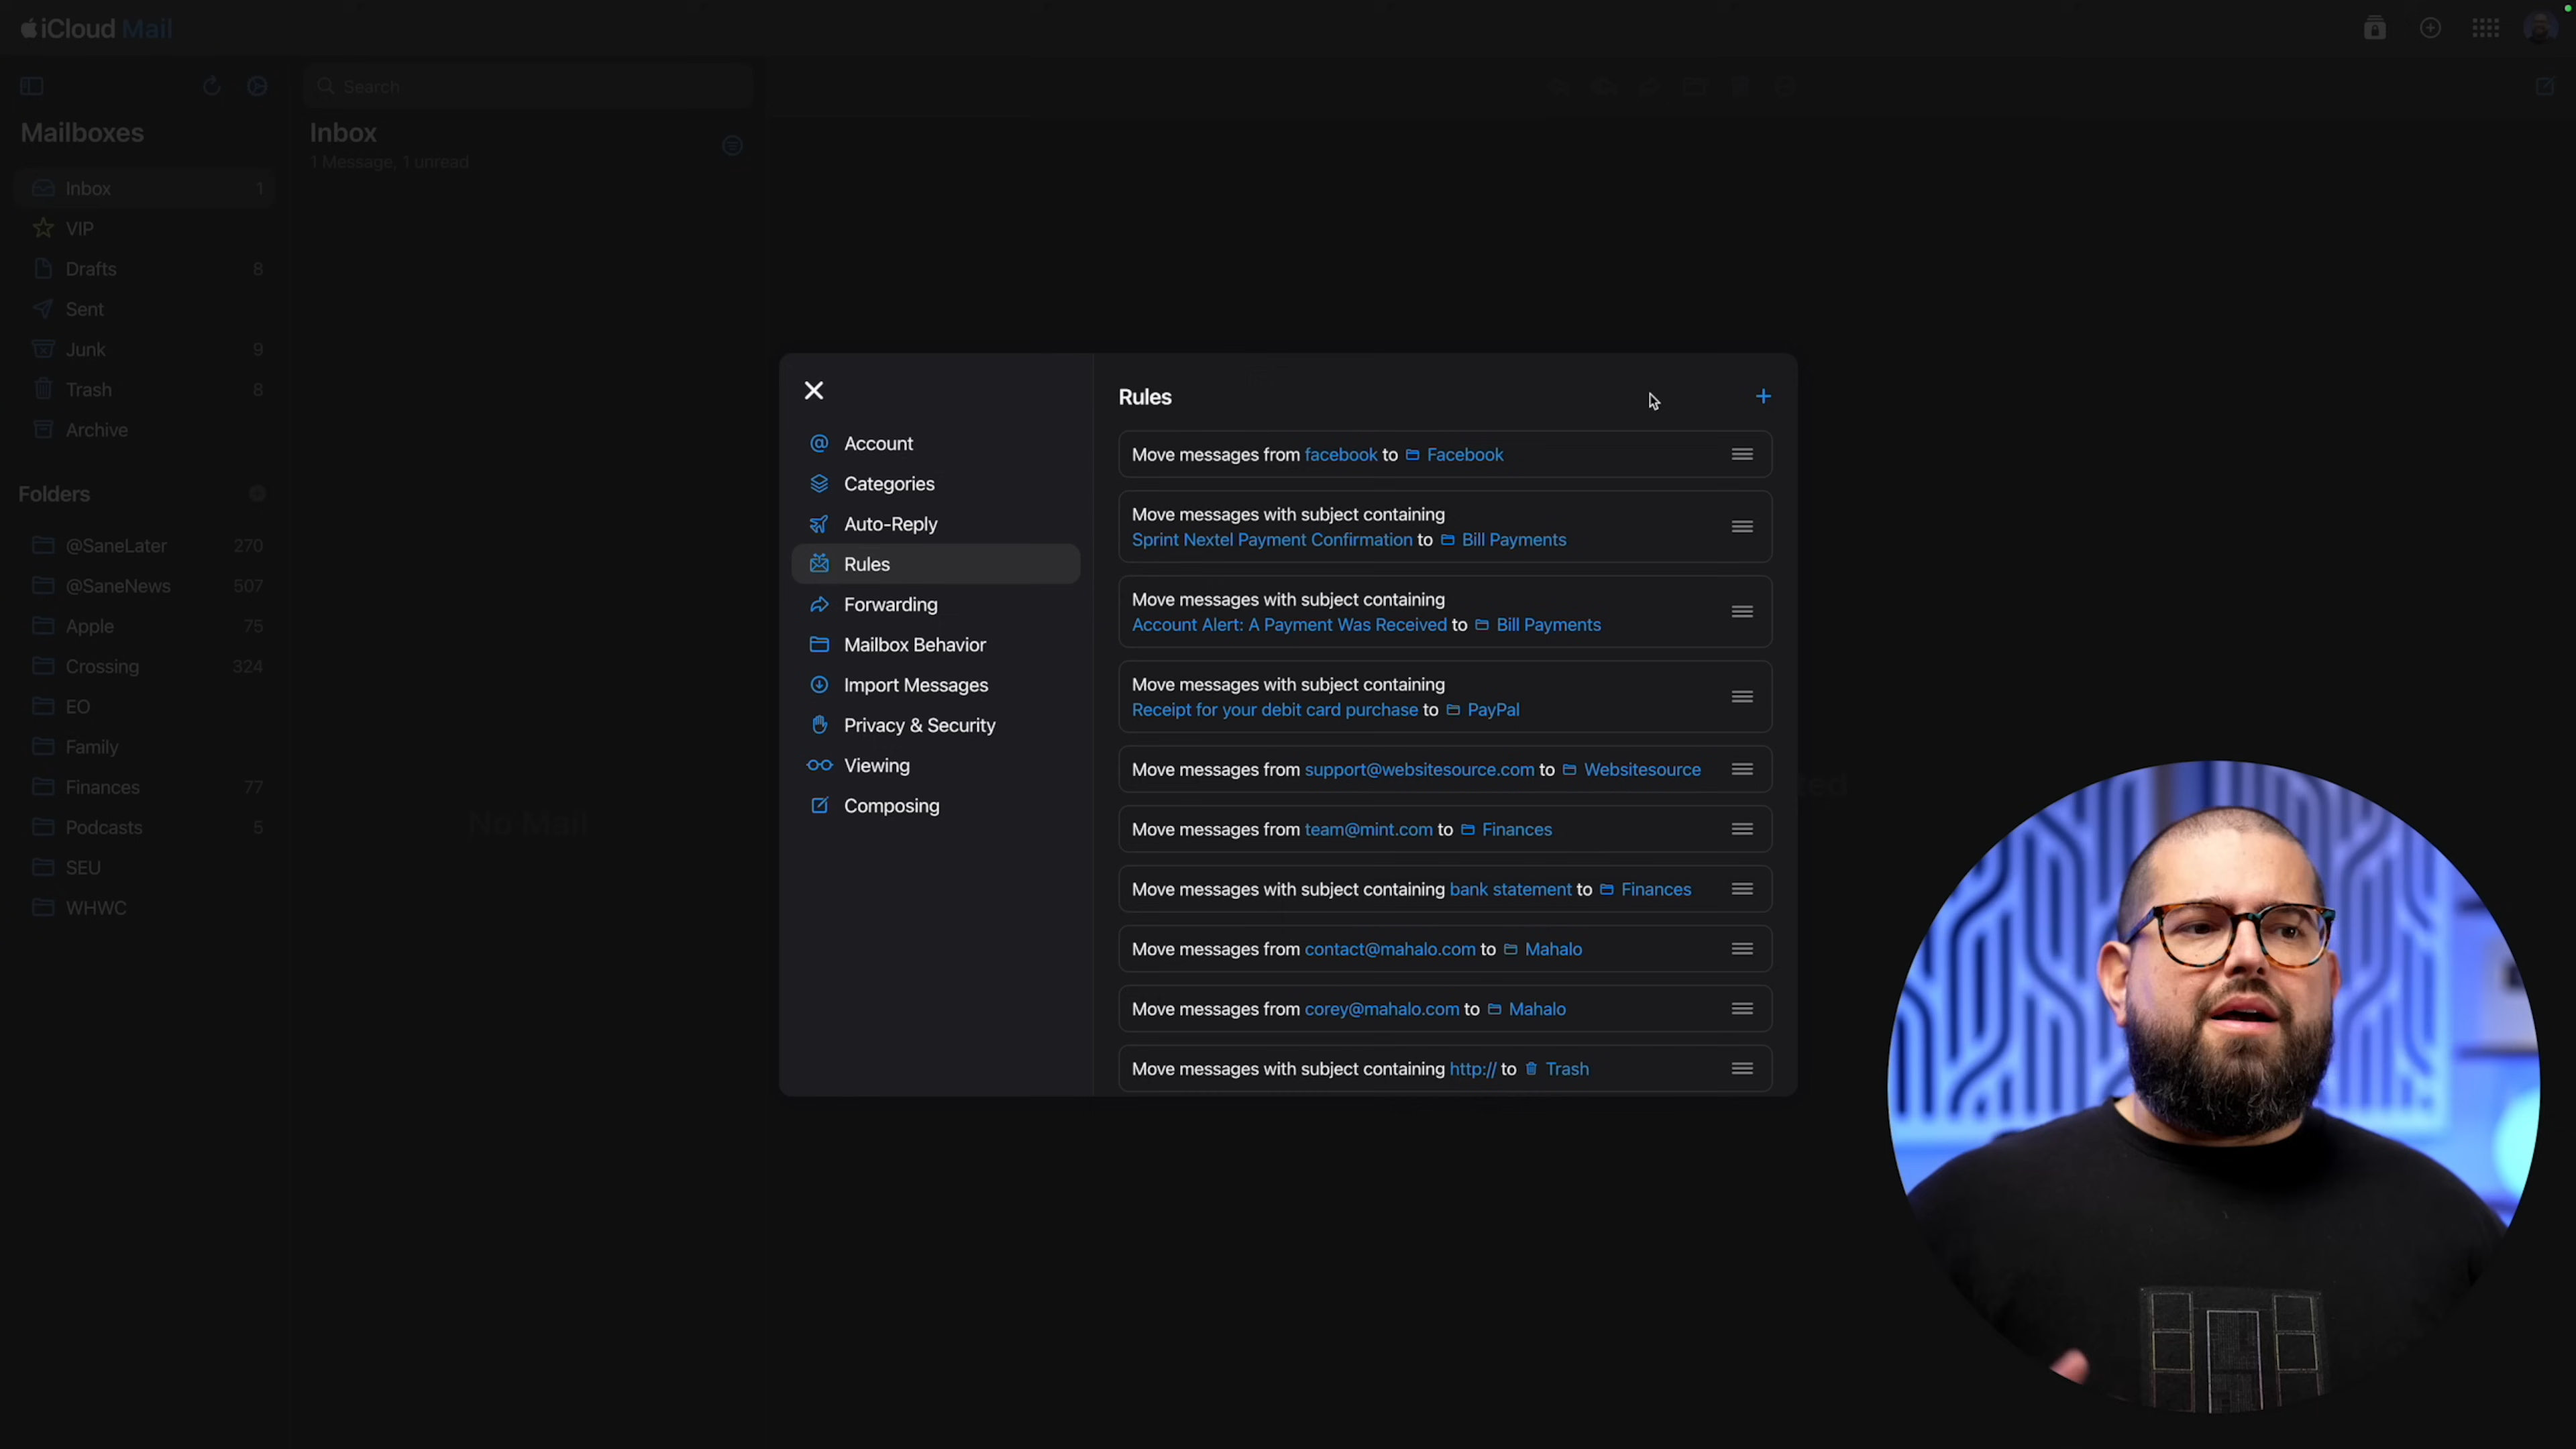 iCloud Mail
Search
Mailboxes
Inbox
1 Message, 1 unread
Inbox 1
VIP
Drafts 8
Sent
Junk 9
Trash 8
Archive
Folders
@SaneLater 270
@SaneNews 507
Apple 75
Crossing 324
EO
Family
Finances 77
Podcasts 5
SEU
WHWC
No Mail
Account
Categories
Auto-Reply
Rules
Forwarding
Mailbox Behavior
Import Messages
Privacy & Security
Viewing
Composing
Rules
Move messages from facebook to Facebook
Move messages with subject containing
Sprint Nextel Payment Confirmation to Bill Payments
Move messages with subject containing
Account Alert: A Payment Was Received to Bill Payments
Move messages with subject containing
Receipt for your debit card purchase to PayPal
Move messages from support@websitesource.com to Websitesource
Move messages from team@mint.com to Finances
Move messages with subject containing bank statement to Finances
Move messages from contact@mahalo.com to Mahalo
Move messages from corey@mahalo.com to Mahalo
Move messages with subject containing http:// to Trash